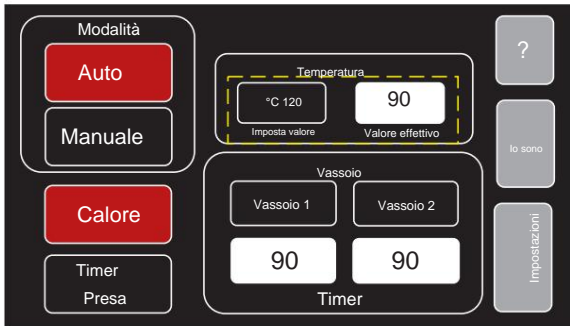 Modalità
Auto
Manuale
Calore
Timer
Presa
Temperatura
°C 120
90
Imposta valore
Valore effettivo
Vassoio
Vassoio 1
Vassoio 2
90
90
Timer
?
Io sono
Impostazioni